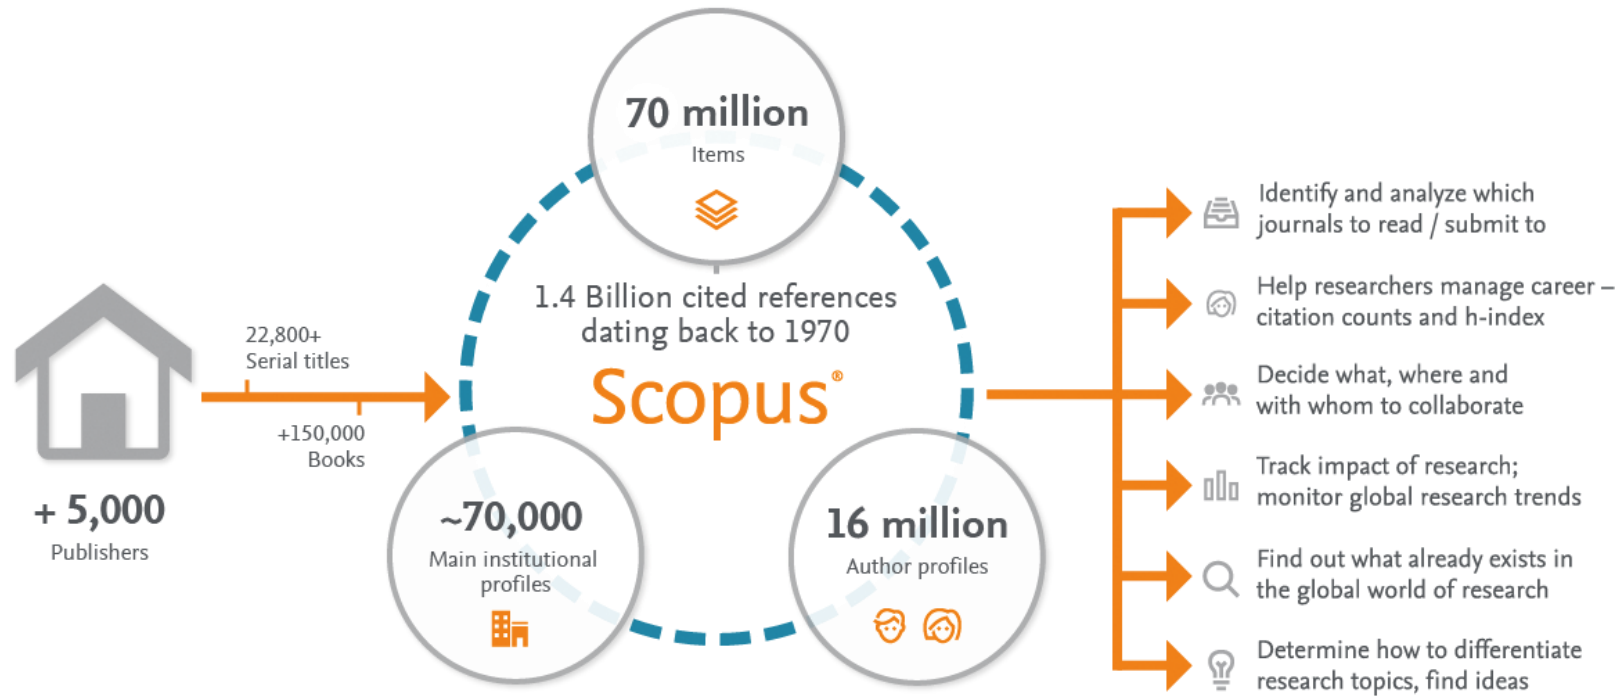 + 5,000
Publishers
22,800+
Serial titles
+150,000
Books
70 million
Items
1.4 Billion cited references
dating back to 1970
Scopus®
~70,000
Main institutional
profiles
16 million
Author profiles
Identify and analyze which
journals to read / submit to
Help researchers manage career –
citation counts and h-index
Decide what, where and
with whom to collaborate
Track impact of research;
monitor global research trends
Find out what already exists in
the global world of research
Determine how to differentiate
research topics, find ideas